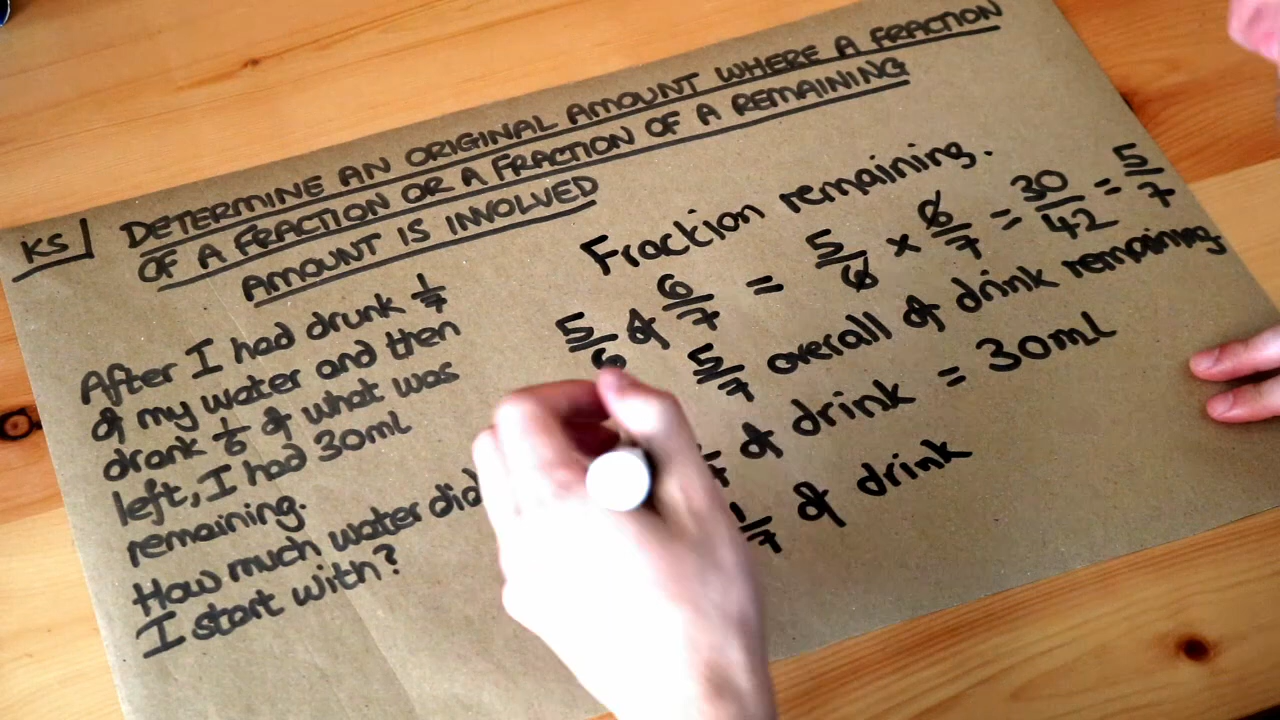 DETERMINE AN ORIGINAL AMOUNT WHERE A FRACTION
OF A FRACTION OR A FRACTION OF A REMAINING
AMOUNT IS INVOLVED
KS
After I had drunk 1/7
of my water and then
drank 1/6 of what was
left, I had 30ml
remaining.
How much water did
I start with?
Fraction remaining.
5/6 of 6/7 = 5/6 × 6/7 = 30/42 = 5/7
5/7 overall of drink remaining
of drink = 30ml
1/7 of drink